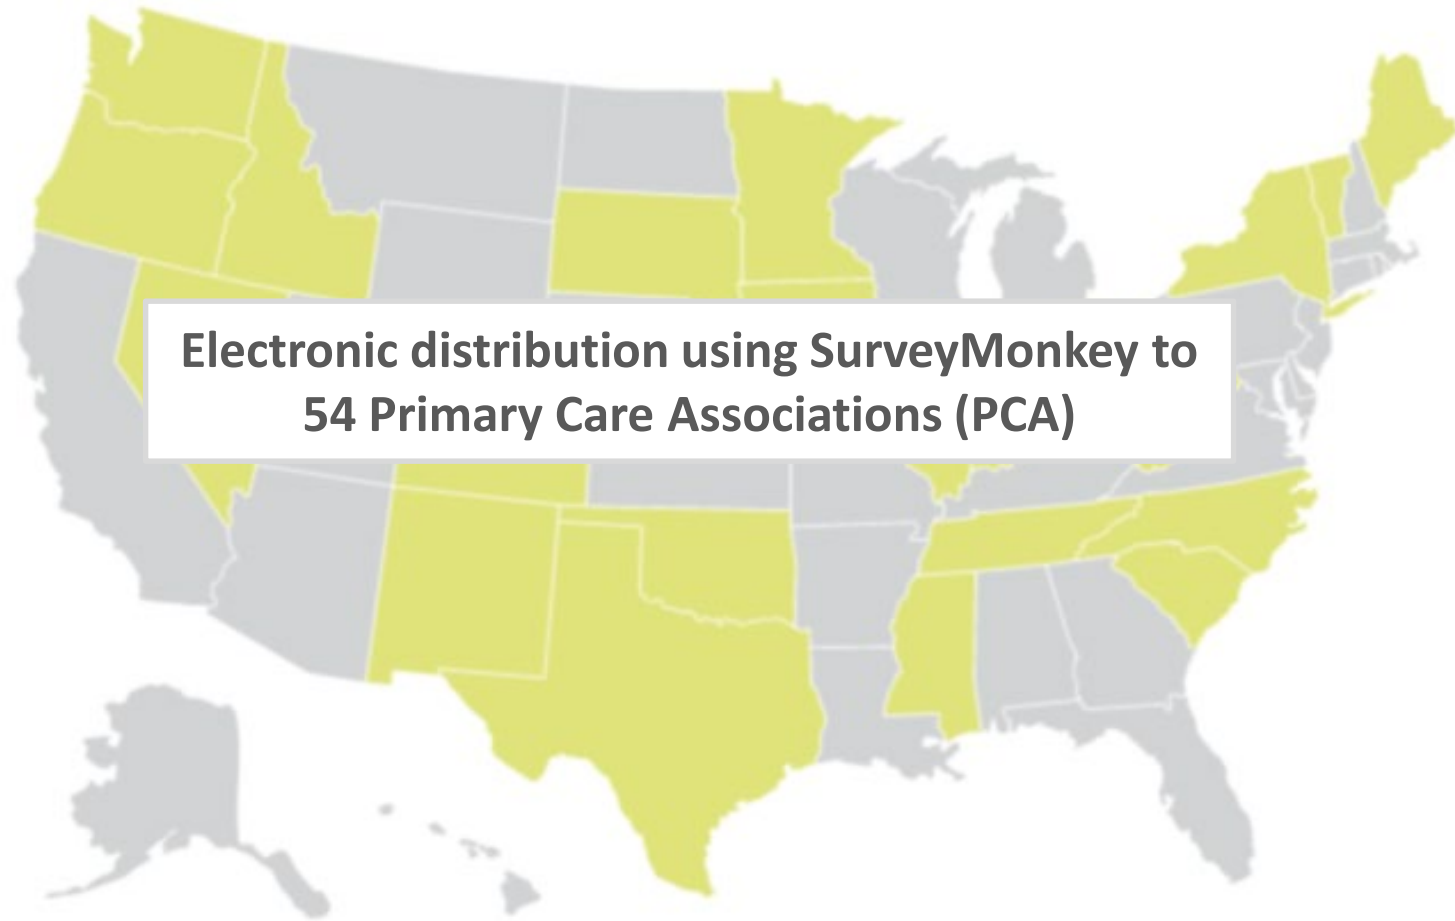 Electronic distribution using SurveyMonkey to
54 Primary Care Associations (PCA)